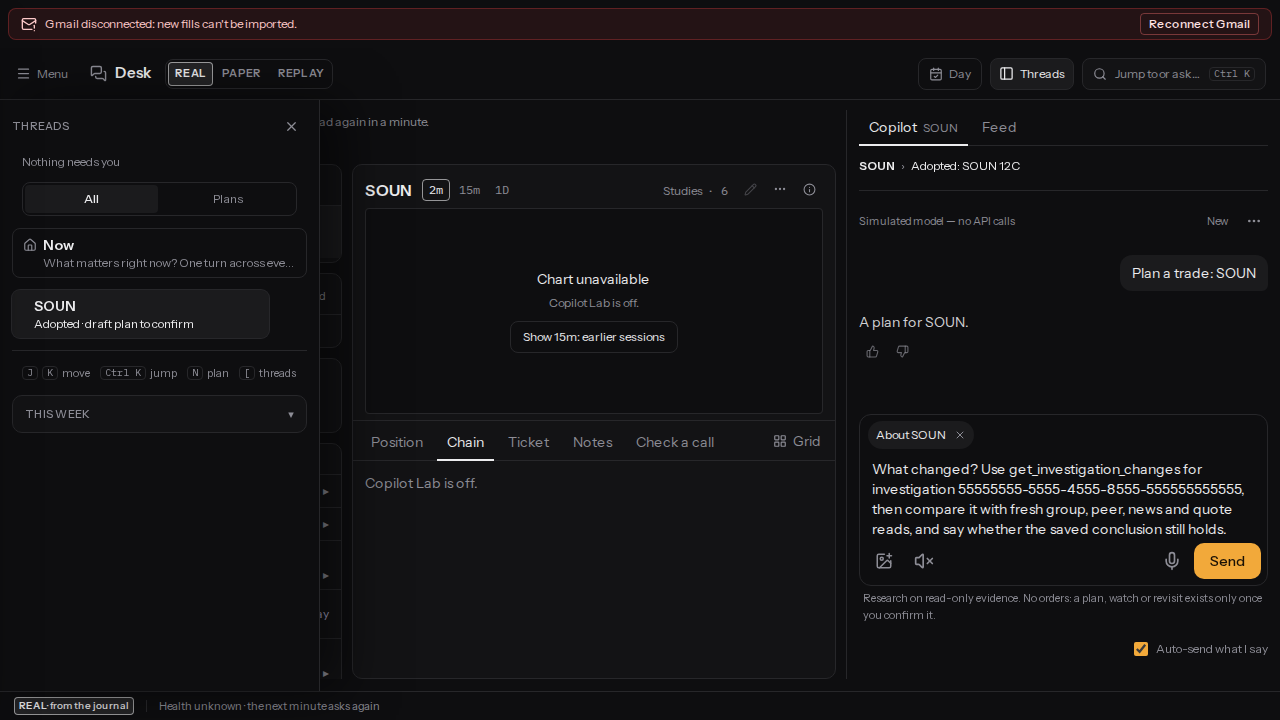 Gmail disconnected: new fills can't be imported.
Reconnect Gmail
Menu
Desk
REAL
PAPER
REPLAY
Day
Threads
Jump to or ask...
Ctrl K
THREADS
Nothing needs you
All
Plans
Now
What matters right now? One turn across eve...
SOUN
Adopted · draft plan to confirm
J K move Ctrl K jump N plan [ threads
THIS WEEK
ad again in a minute.
d
ay
SOUN
2m
15m
1D
Studies · 6
Chart unavailable
Copilot Lab is off.
Show 15m: earlier sessions
Position
Chain
Ticket
Notes
Check a call
Grid
Copilot Lab is off.
Copilot SOUN
Feed
SOUN › Adopted: SOUN 12C
Simulated model — no API calls
New
Plan a trade: SOUN
A plan for SOUN.
About SOUN
What changed? Use get_investigation_changes for
investigation 55555555-5555-4555-8555-555555555555,
then compare it with fresh group, peer, news and quote
reads, and say whether the saved conclusion still holds.
Send
Research on read-only evidence. No orders: a plan, watch or revisit exists only once
you confirm it.
Auto-send what I say
REAL · from the journal
Health unknown · the next minute asks again